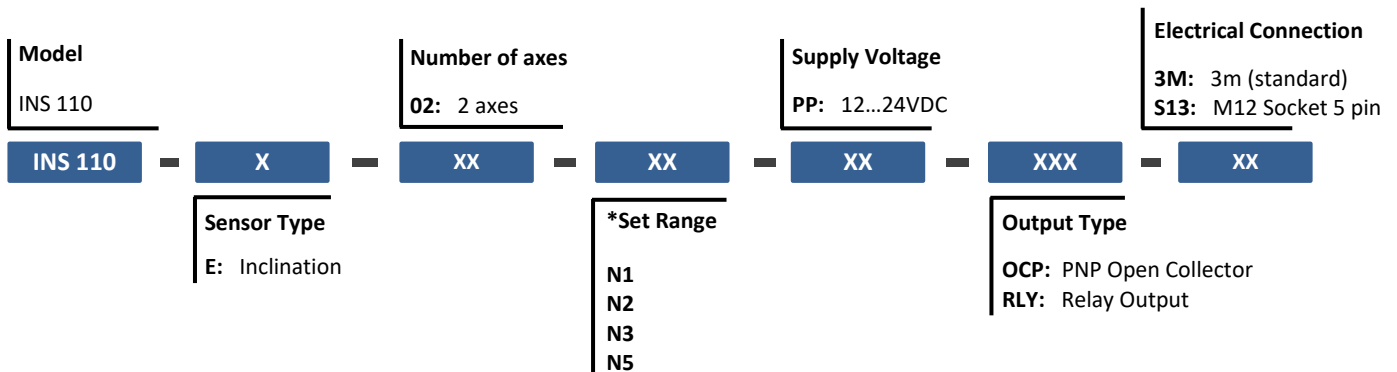 Model
INS 110
Number of axes
02: 2 axes
Supply Voltage
PP: 12...24VDC
Electrical Connection
3M: 3m (standard)
S13: M12 Socket 5 pin
INS 110 - X - XX - XX - XX - XXX - XX
Sensor Type
E: Inclination
*Set Range
N1
N2
N3
N5
Output Type
OCP: PNP Open Collector
RLY: Relay Output